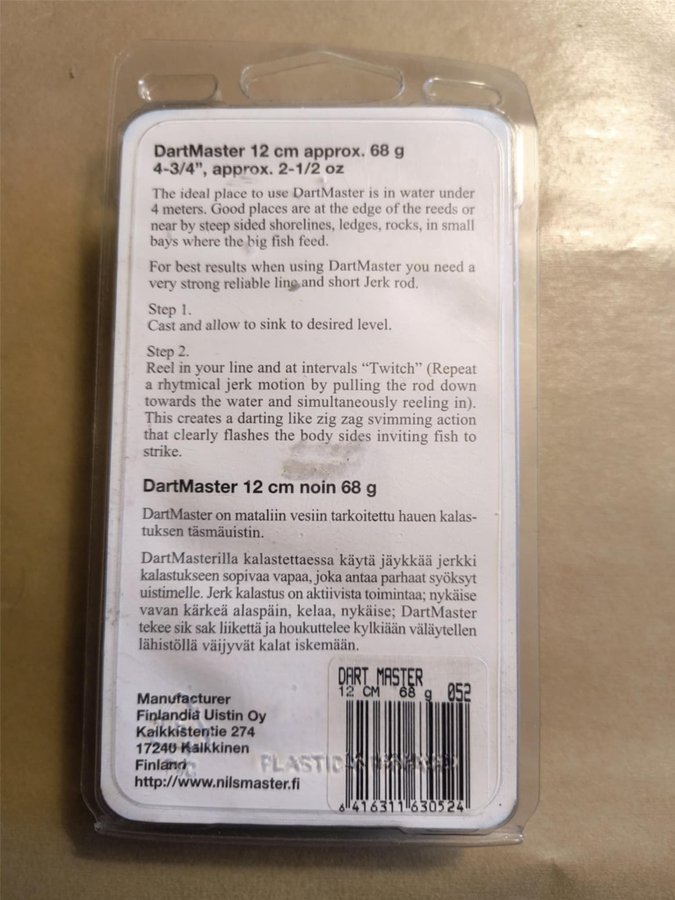 DartMaster 12 cm approx. 68 g
4-3/4”, approx. 2-1/2 oz
The ideal place to use DartMaster is in water under
4 meters. Good places are at the edge of the reeds or
near by steep sided shorelines, ledges, rocks, in small
bays where the big fish feed.
For best results when using DartMaster you need a
very strong reliable line and short Jerk rod.
Step 1.
Cast and allow to sink to desired level.
Step 2.
Reel in your line and at intervals “Twitch” (Repeat
a rhytmical jerk motion by pulling the rod down
towards the water and simultaneously reeling in).
This creates a darting like zig zag svimming action
that clearly flashes the body sides inviting fish to
strike.
DartMaster 12 cm noin 68 g
DartMaster on mataliin vesiin tarkoitettu hauen kalas-
tuksen täsmäuistin.
DartMasterilla kalastettaessa käytä jäykkää jerkki
kalastukseen sopivaa vapaa, joka antaa parhaat syöksyt
uistimelle. Jerk kalastus on aktiivista toimintaa; nykäise
vavan kärkeä alaspäin, kelaa, nykäise; DartMaster
tekee sik sak liikettä ja houkuttelee kylkiään väläytellen
lähistöllä väijyvät kalat iskemään.
Manufacturer
Finlandia Uistin Oy
Kalkkistentie 274
17240 Kalkkinen
Finland
http://www.nilsmaster.fi
DART MASTER
12 CM 68 g 052
6 416311 630524